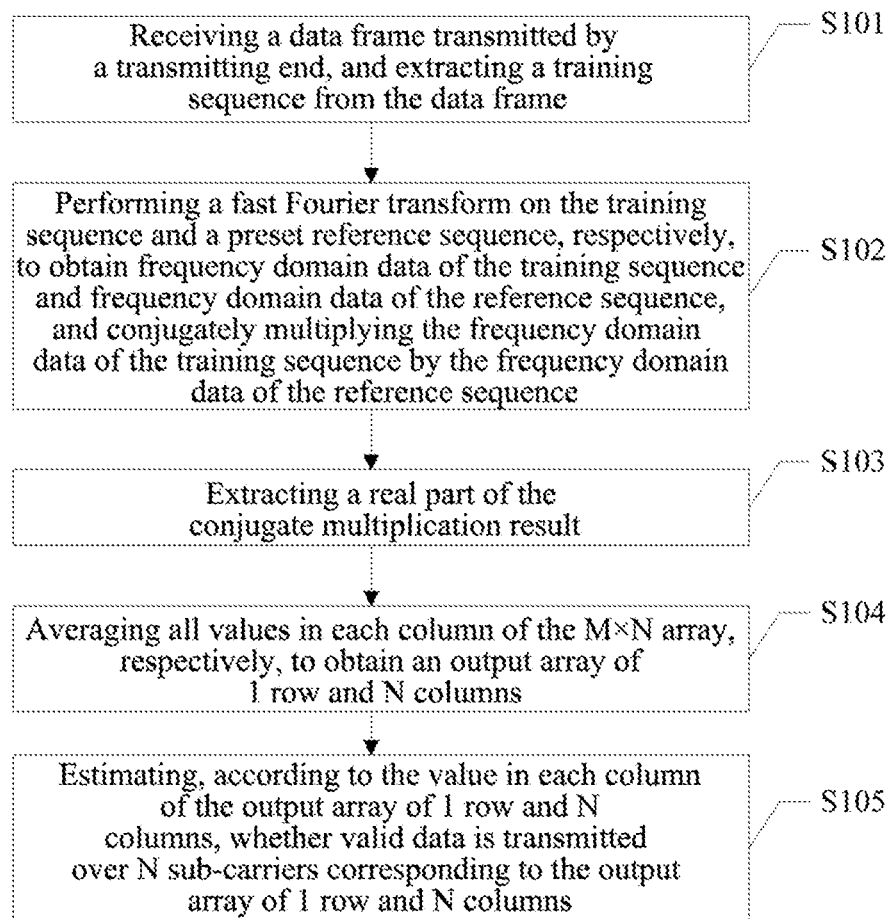 Receiving a data frame transmitted by
a transmitting end, and extracting a training
sequence from the data frame
S101
Performing a fast Fourier transform on the training
sequence and a preset reference sequence, respectively,
to obtain frequency domain data of the training sequence
and frequency domain data of the reference sequence,
and conjugately multiplying the frequency domain
data of the training sequence by the frequency domain
data of the reference sequence
S102
Extracting a real part of the
conjugate multiplication result
S103
Averaging all values in each column of the M×N array,
respectively, to obtain an output array of
1 row and N columns
S104
Estimating, according to the value in each column
of the output array of 1 row and N
columns, whether valid data is transmitted
over N sub-carriers corresponding to the output
array of 1 row and N columns
S105